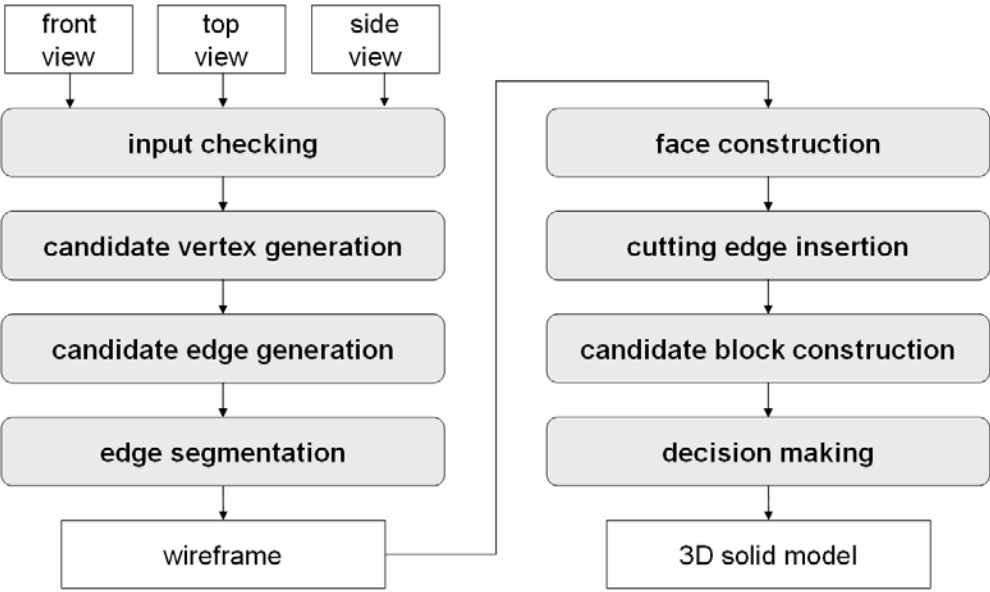 front
view
top
view
side
view
input checking
candidate vertex generation
candidate edge generation
edge segmentation
wireframe
face construction
cutting edge insertion
candidate block construction
decision making
3D solid model